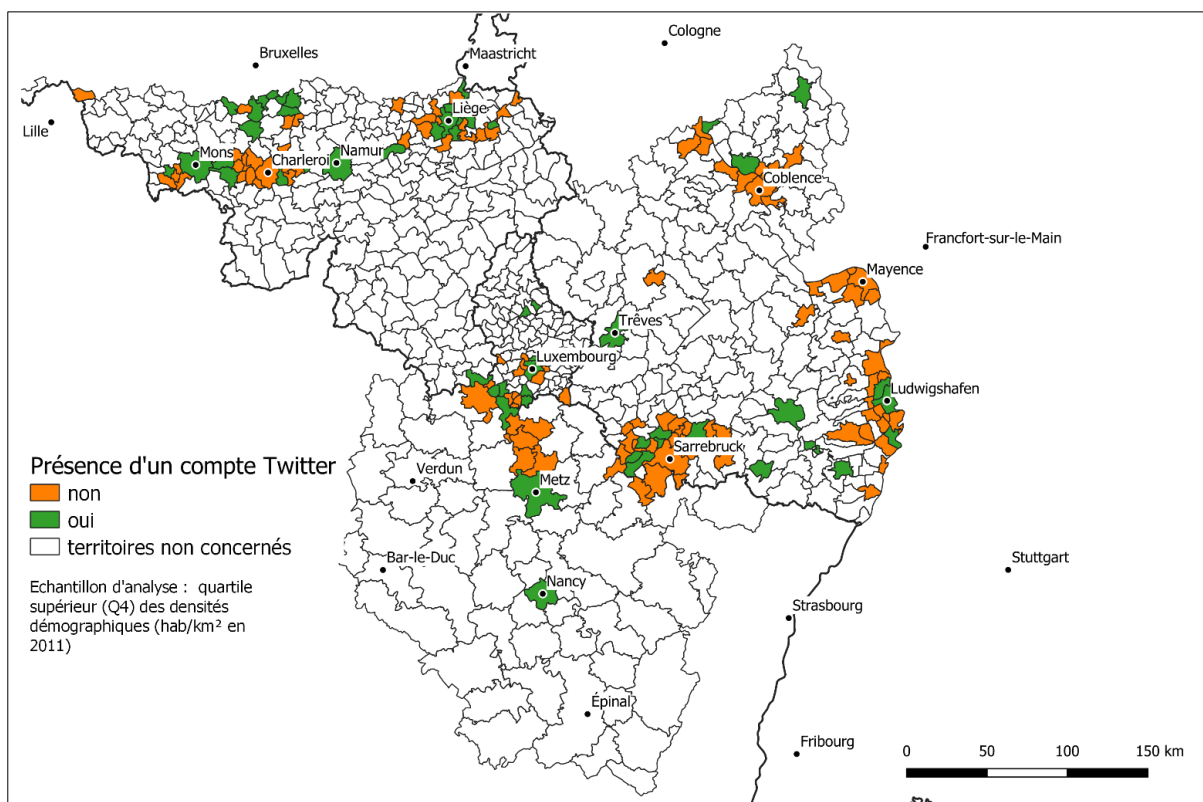 Cologne
Bruxelles
Maastricht
Lille
Liège
Mons
Charleroi
Namur
Coblence
Francfort-sur-le-Main
Mayence
Trêves
Luxembourg
Ludwigshafen
Sarrebruck
Verdun
Metz
Bar-le-Duc
Nancy
Stuttgart
Strasbourg
Épinal
Fribourg
Présence d'un compte Twitter
non
oui
territoires non concernés
Echantillon d'analyse : quartile
supérieur (Q4) des densités
démographiques (hab/km² en
2011)
0 50 100 150 km